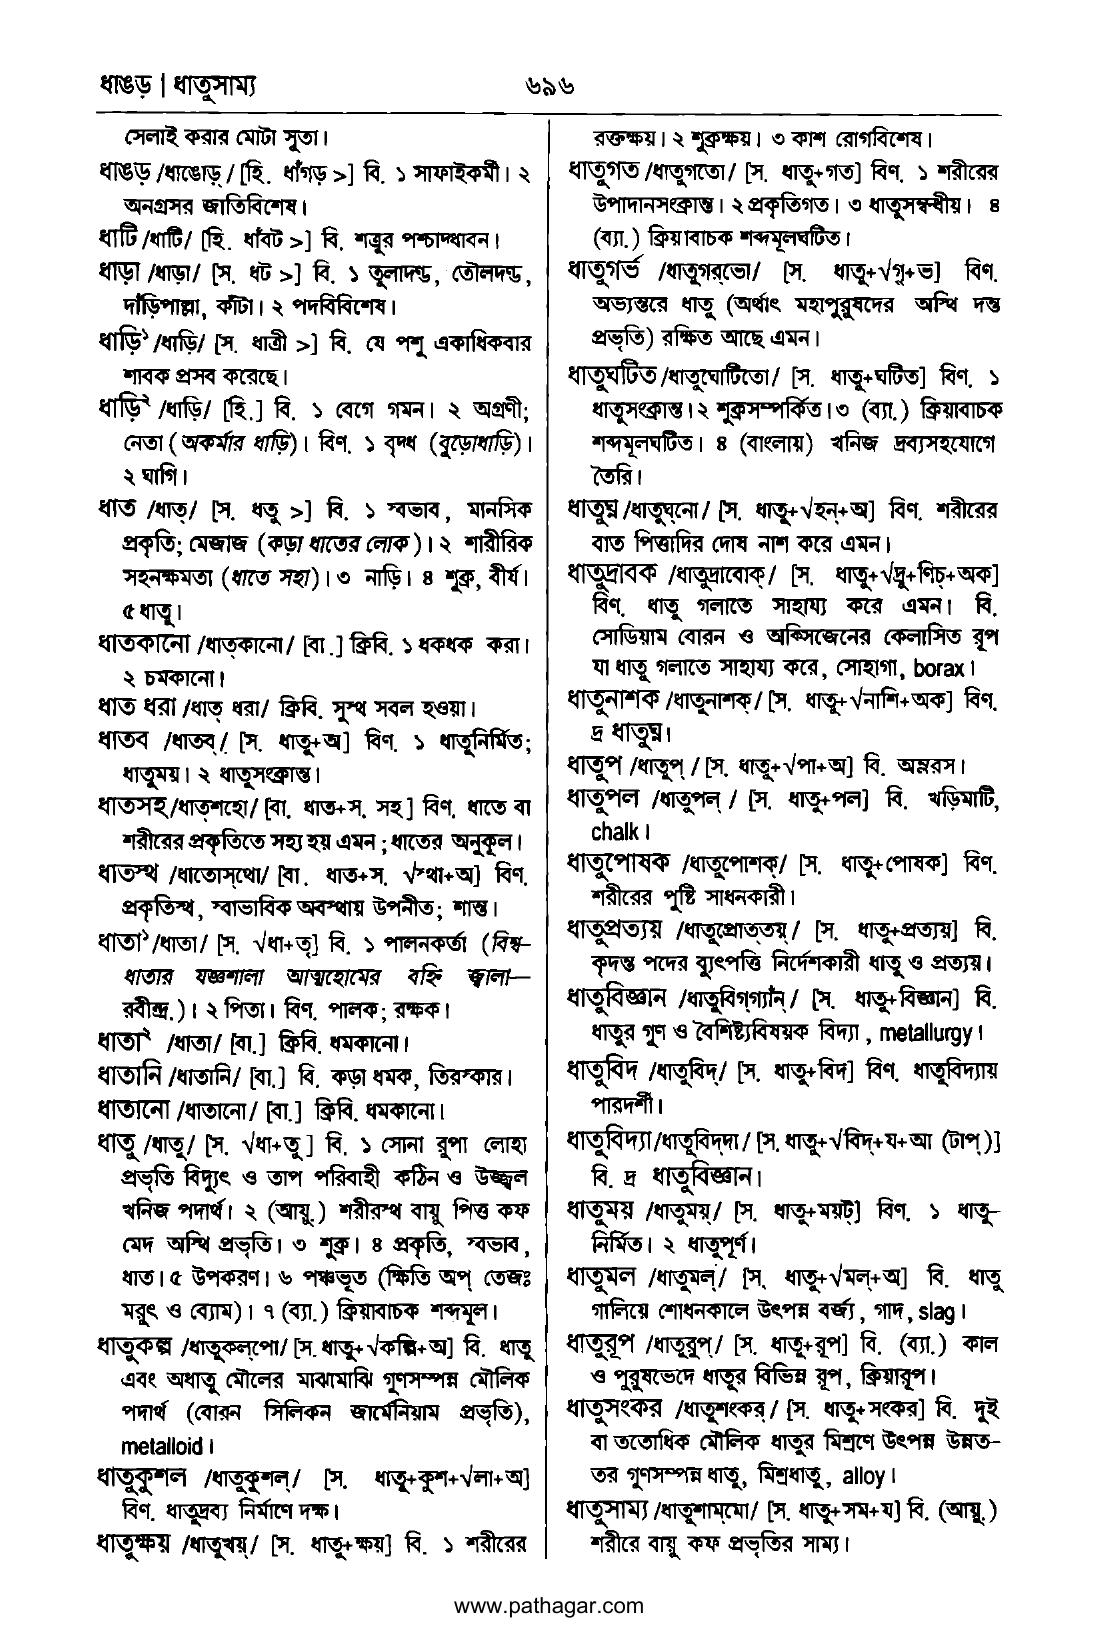 ধাঙড় | ধাতুসাম্য
৬৯৬
সেলাই করার মোটা সুতা।
ধাঙড় /ধাঙোড়্/ [হি. ধাঁগড় >] বি. ১ সাফাইকর্মী। ২
অনগ্রসর জাতিবিশেষ।
ধাটি /ধাটি/ [হি. ধাঁবট >] বি. শত্রুর পশ্চাদ্ধাবন।
ধাড়া /ধাড়া/ [স. ধট >] বি. ১ তুলাদণ্ড, তৌলদণ্ড,
দাঁড়িপাল্লা, কাঁটা। ২ পদবিবিশেষ।
ধাড়ি১ /ধাড়ি/ [স. ধাত্রী >] বি. যে পশু একাধিকবার
শাবক প্রসব করেছে।
ধাড়ি২ /ধাড়ি/ [হি.] বি. ১ বেগে গমন। ২ অগ্রণী;
নেতা (অকর্মার ধাড়ি)। বিণ. ১ বৃদ্ধ (বুড়োধাড়ি)।
২ ঘাগি।
ধাত /ধাত্/ [স. ধতু >] বি. ১ স্বভাব, মানসিক
প্রকৃতি; মেজাজ (কড়া ধাতের লোক)। ২ শারীরিক
সহনক্ষমতা (ধাতে সহা)। ৩ নাড়ি। ৪ শুক্র, বীর্য।
৫ ধাতু।
ধাতকানো /ধাত্‌কানো/ [বা.] ক্রিবি. ১ ধকধক করা।
২ চমকানো।
ধাত ধরা /ধাত্ ধরা/ ক্রিবি. সুস্থ সবল হওয়া।
ধাতব /ধাতব্/ [স. ধাতু+অ] বিণ. ১ ধাতুনির্মিত;
ধাতুময়। ২ ধাতুসংক্রান্ত।
ধাতসহ /ধাত্‌শহো/ [বা. ধাত+স. সহ] বিণ. ধাতে বা
শরীরের প্রকৃতিতে সহ্য হয় এমন; ধাতের অনুকূল।
ধাতস্থ /ধাতোস্‌থো/ [বা. ধাত+স. √স্থা+অ] বিণ.
প্রকৃতিস্থ, স্বাভাবিক অবস্থায় উপনীত; শান্ত।
ধাতা১ /ধাতা/ [স. √ধা+তৃ] বি. ১ পালনকর্তা (বিশ্ব-
ধাতার যজ্ঞশালা আত্মহোমের বহ্নি জ্বালা—
রবীন্দ্র.)। ২ পিতা। বিণ. পালক; রক্ষক।
ধাতা২ /ধাতা/ [বা.] ক্রিবি. ধমকানো।
ধাতানি /ধাতানি/ [বা.] বি. কড়া ধমক, তিরস্কার।
ধাতানো /ধাতানো/ [বা.] ক্রিবি. ধমকানো।
ধাতু /ধাতু/ [স. √ধা+তু] বি. ১ সোনা রুপা লোহা
প্রভৃতি বিদ্যুৎ ও তাপ পরিবাহী কঠিন ও উজ্জ্বল
খনিজ পদার্থ। ২ (আয়ু.) শরীরস্থ বায়ু পিত্ত কফ
মেদ অস্থি প্রভৃতি। ৩ শুক্র। ৪ প্রকৃতি, স্বভাব,
ধাত। ৫ উপকরণ। ৬ পঞ্চভূত (ক্ষিতি অপ্ তেজঃ
মরুৎ ও ব্যোম)। ৭ (ব্যা.) ক্রিয়াবাচক শব্দমূল।
ধাতুকল্প /ধাতুকল্‌পো/ [স. ধাতু+√কল্পি+অ] বি. ধাতু
এবং অধাতু মৌলের মাঝামাঝি গুণসম্পন্ন মৌলিক
পদার্থ (বোরন সিলিকন জার্মেনিয়াম প্রভৃতি),
metalloid।
ধাতুকুশল /ধাতুকুশল্/ [স. ধাতু+কুশ+√লা+অ]
বিণ. ধাতুদ্রব্য নির্মাণে দক্ষ।
ধাতুক্ষয় /ধাতুখয়্/ [স. ধাতু+ক্ষয়] বি. ১ শরীরের
রক্তক্ষয়। ২ শুক্রক্ষয়। ৩ কাশ রোগবিশেষ।
ধাতুগত /ধাতুগতো/ [স. ধাতু+গত] বিণ. ১ শরীরের
উপাদানসংক্রান্ত। ২ প্রকৃতিগত। ৩ ধাতুসম্বন্ধীয়। ৪
(ব্যা.) ক্রিয়াবাচক শব্দমূলঘটিত।
ধাতুগর্ভ /ধাতুগর্‌ভো/ [স. ধাতু+√গৄ+ভ] বিণ.
অভ্যন্তরে ধাতু (অর্থাৎ মহাপুরুষদের অস্থি দন্ত
প্রভৃতি) রক্ষিত আছে এমন।
ধাতুঘটিত /ধাতুঘোটিতো/ [স. ধাতু+ঘটিত] বিণ. ১
ধাতুসংক্রান্ত। ২ শুক্রসম্পর্কিত। ৩ (ব্যা.) ক্রিয়াবাচক
শব্দমূলঘটিত। ৪ (বাংলায়) খনিজ দ্রব্যসহযোগে
তৈরি।
ধাতুঘ্ন /ধাতুঘ্‌নো/ [স. ধাতু+√হন্+অ] বিণ. শরীরের
বাত পিত্তাদির দোষ নাশ করে এমন।
ধাতুদ্রাবক /ধাতুদ্রাবোক্/ [স. ধাতু+√দ্রু+ণিচ্+অক]
বিণ. ধাতু গলাতে সাহায্য করে এমন। বি.
সোডিয়াম বোরন ও অক্সিজেনের কেলাসিত রূপ
যা ধাতু গলাতে সাহায্য করে, সোহাগা, borax।
ধাতুনাশক /ধাতুনাশক্/ [স. ধাতু+√নাশি+অক] বিণ.
দ্র ধাতুঘ্ন।
ধাতুপ /ধাতুপ্/ [স. ধাতু+√পা+অ] বি. অন্নরস।
ধাতুপল /ধাতুপল্/ [স. ধাতু+পল] বি. খড়িমাটি,
chalk।
ধাতুপোষক /ধাতুপোশক্/ [স. ধাতু+পোষক] বিণ.
শরীরের পুষ্টি সাধনকারী।
ধাতুপ্রত্যয় /ধাতুপ্রোত্‌তয়্/ [স. ধাতু+প্রত্যয়] বি.
কৃদন্ত পদের ব্যুৎপত্তি নির্দেশকারী ধাতু ও প্রত্যয়।
ধাতুবিজ্ঞান /ধাতুবিগ্‌গ্যাঁন্/ [স. ধাতু+বিজ্ঞান] বি.
ধাতুর গুণ ও বৈশিষ্ট্যবিষয়ক বিদ্যা, metallurgy।
ধাতুবিদ /ধাতুবিদ্/ [স. ধাতু+বিদ] বিণ. ধাতুবিদ্যায়
পারদর্শী।
ধাতুবিদ্যা /ধাতুবিদ্‌দা/ [স. ধাতু+√বিদ্+য+আ (টাপ্)]
বি. দ্র ধাতুবিজ্ঞান।
ধাতুময় /ধাতুময়্/ [স. ধাতু+ময়ট্] বিণ. ১ ধাতু-
নির্মিত। ২ ধাতুপূর্ণ।
ধাতুমল /ধাতুমল্/ [স. ধাতু+√মল্+অ] বি. ধাতু
গালিয়ে শোধনকালে উৎপন্ন বর্জ্য, গাদ, slag।
ধাতুরূপ /ধাতুরুপ্/ [স. ধাতু+রূপ] বি. (ব্যা.) কাল
ও পুরুষভেদে ধাতুর বিভিন্ন রূপ, ক্রিয়ারূপ।
ধাতুসংকর /ধাতুশংকর্/ [স. ধাতু+সংকর] বি. দুই
বা ততোধিক মৌলিক ধাতুর মিশ্রণে উৎপন্ন উন্নত-
তর গুণসম্পন্ন ধাতু, মিশ্রধাতু, alloy।
ধাতুসাম্য /ধাতুশাম্‌মো/ [স. ধাতু+সম+য] বি. (আয়ু.)
শরীরে বায়ু কফ প্রভৃতির সাম্য।
www.pathagar.com